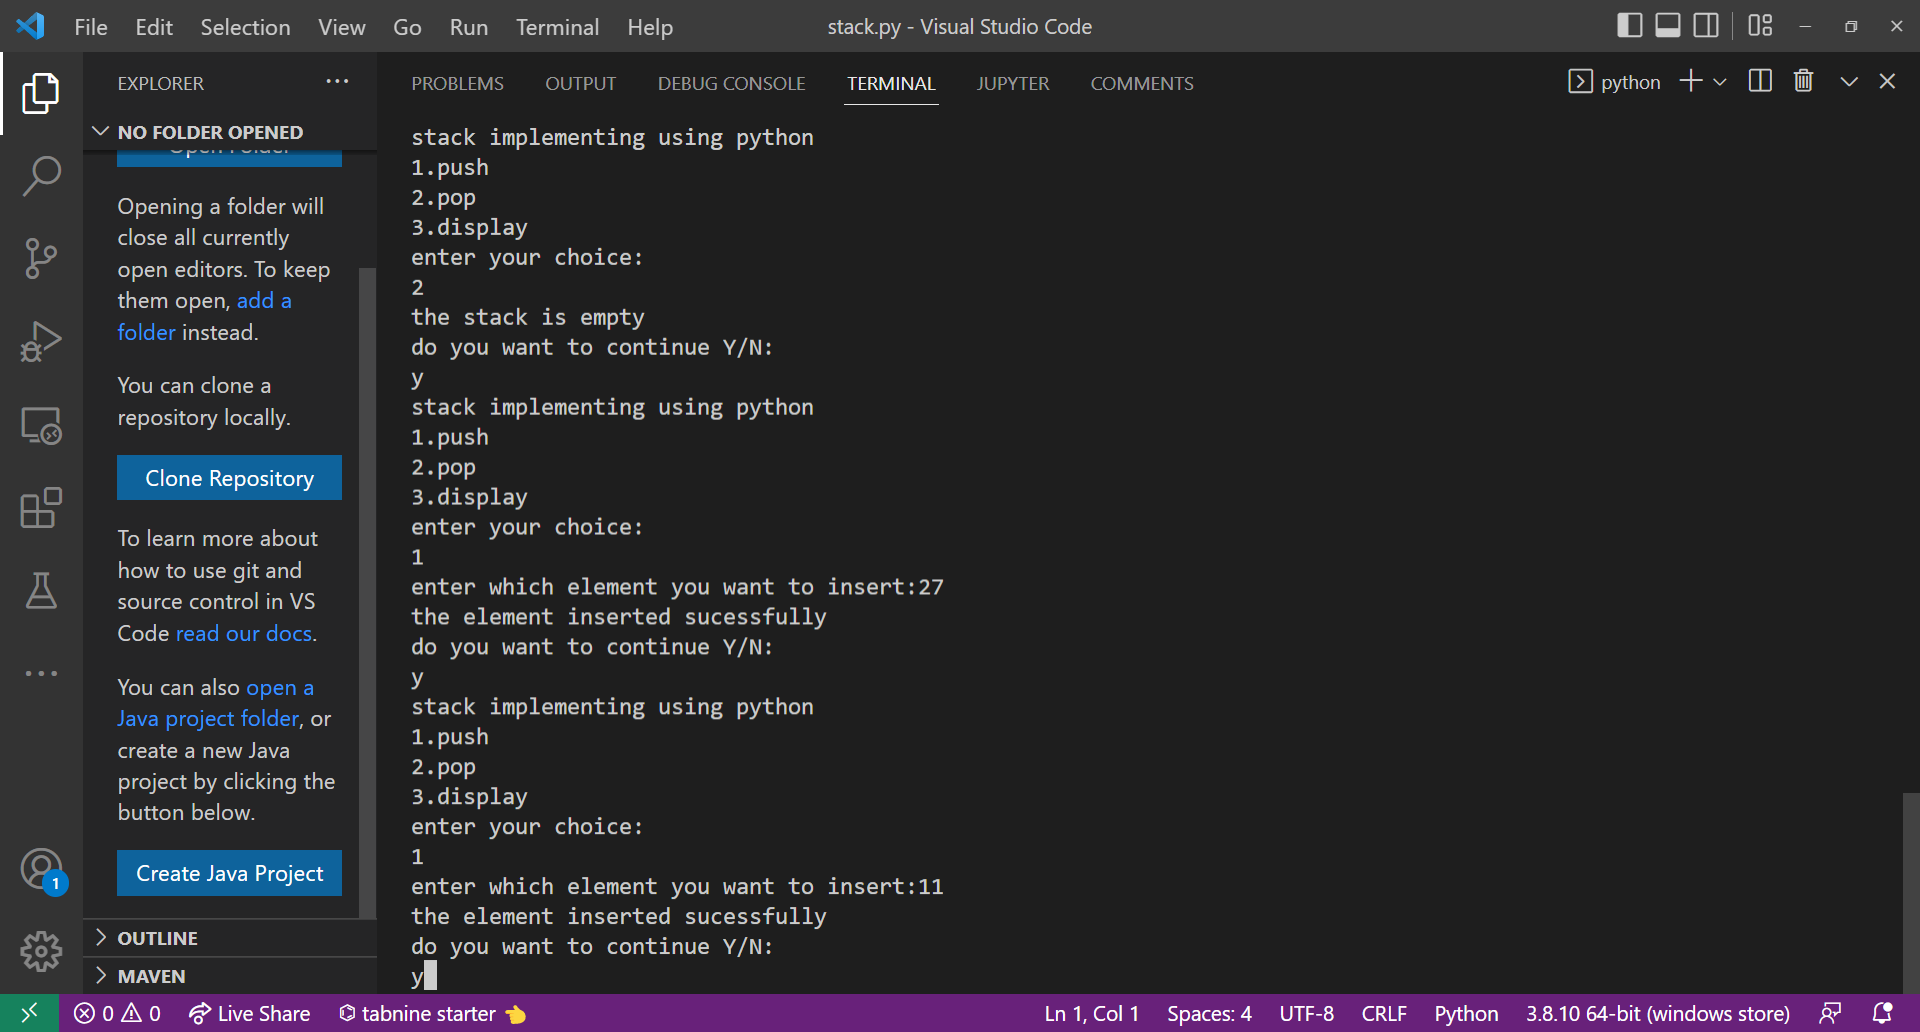 File Edit Selection View Go Run Terminal Help
stack.py - Visual Studio Code
EXPLORER
NO FOLDER OPENED
Open Folder
Opening a folder will
close all currently
open editors. To keep
them open, add a
folder instead.
You can clone a
repository locally.
Clone Repository
To learn more about
how to use git and
source control in VS
Code read our docs.
You can also open a
Java project folder, or
create a new Java
project by clicking the
button below.
Create Java Project
OUTLINE
MAVEN
1
PROBLEMS OUTPUT DEBUG CONSOLE TERMINAL JUPYTER COMMENTS
python
stack implementing using python
1.push
2.pop
3.display
enter your choice:
2
the stack is empty
do you want to continue Y/N:
y
stack implementing using python
1.push
2.pop
3.display
enter your choice:
1
enter which element you want to insert:27
the element inserted sucessfully
do you want to continue Y/N:
y
stack implementing using python
1.push
2.pop
3.display
enter your choice:
1
enter which element you want to insert:11
the element inserted sucessfully
do you want to continue Y/N:
y
0 0 Live Share tabnine starter
Ln 1, Col 1 Spaces: 4 UTF-8 CRLF Python 3.8.10 64-bit (windows store)